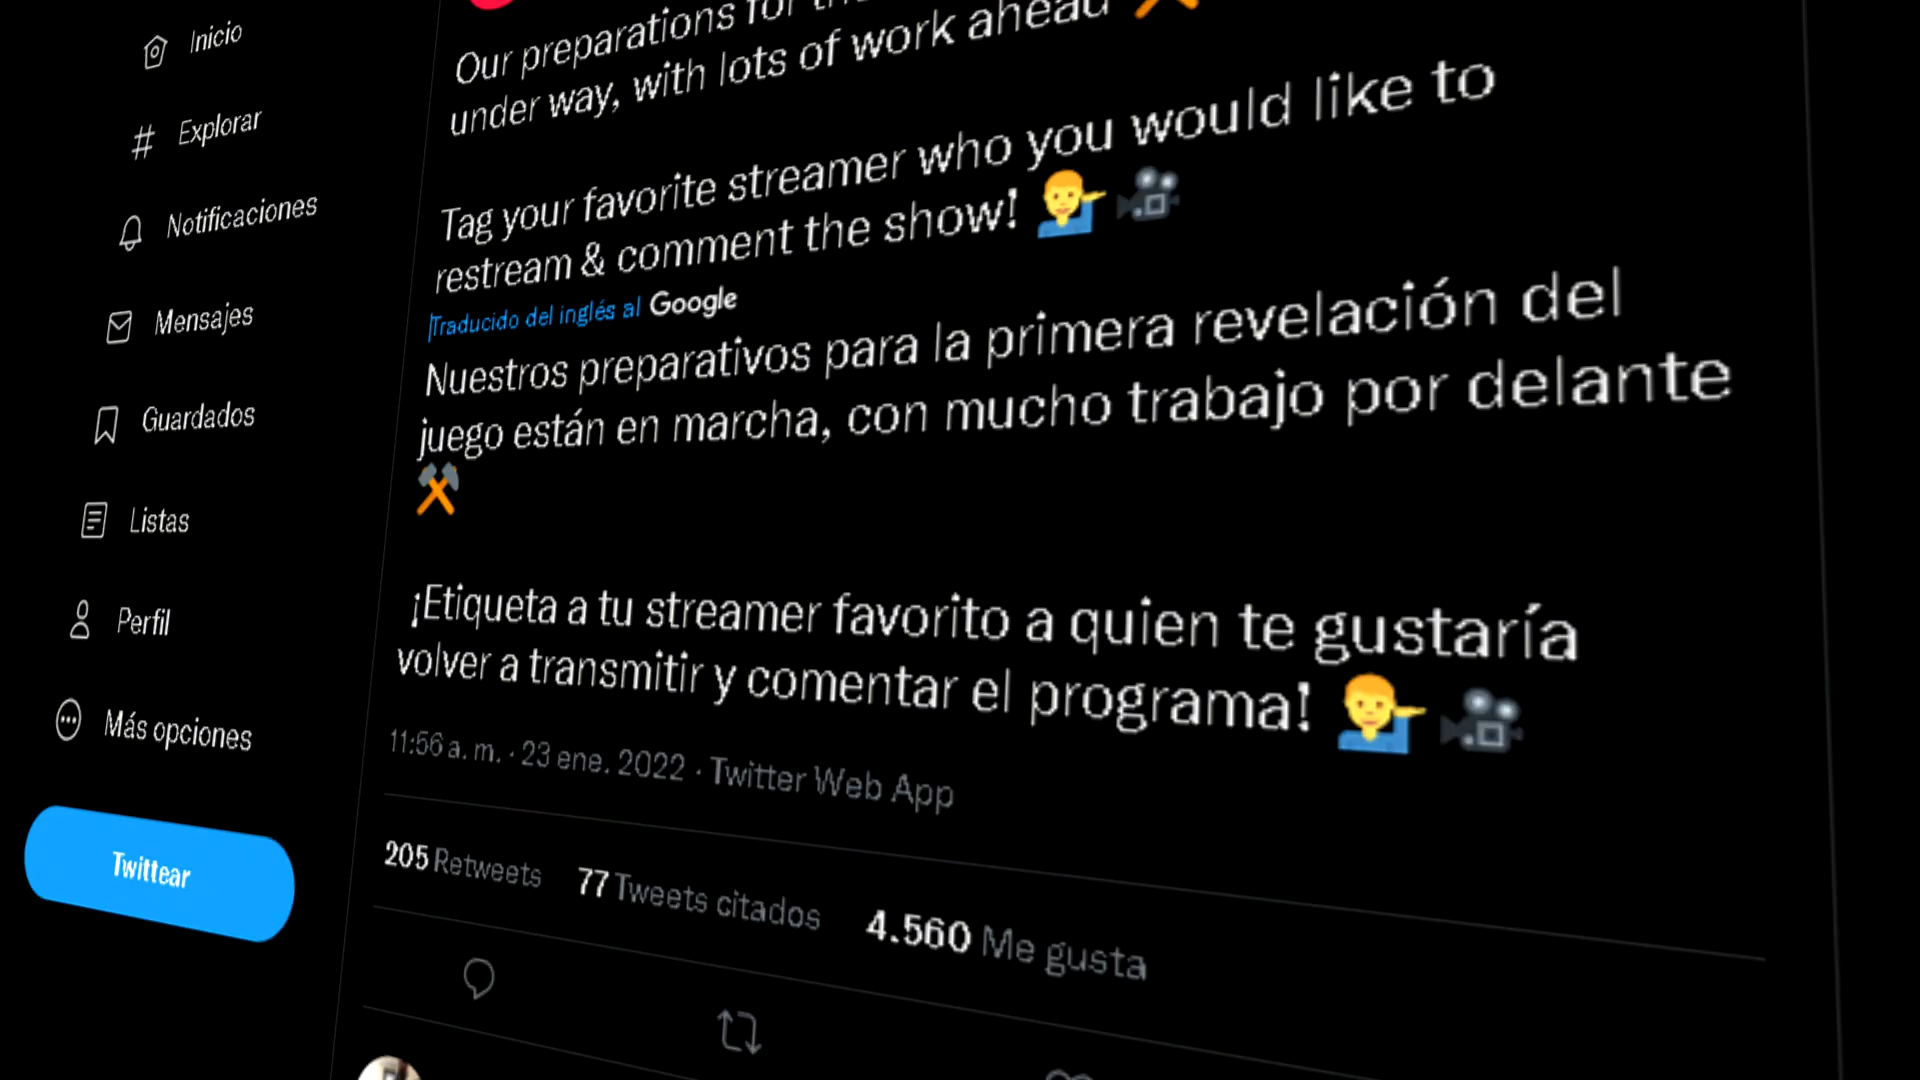 Inicio
Explorar
Notificaciones
Mensajes
Guardados
Listas
Perfil
Más opciones
Twittear
Our preparations for
under way, with lots of work ahead
Tag your favorite streamer who you would like to
restream & comment the show!
Traducido del inglés al Google
Nuestros preparativos para la primera revelación del
juego están en marcha, con mucho trabajo por delante
¡Etiqueta a tu streamer favorito a quien te gustaría
volver a transmitir y comentar el programa!
11:56 a. m. · 23 ene. 2022 · Twitter Web App
205 Retweets 77 Tweets citados 4.560 Me gusta